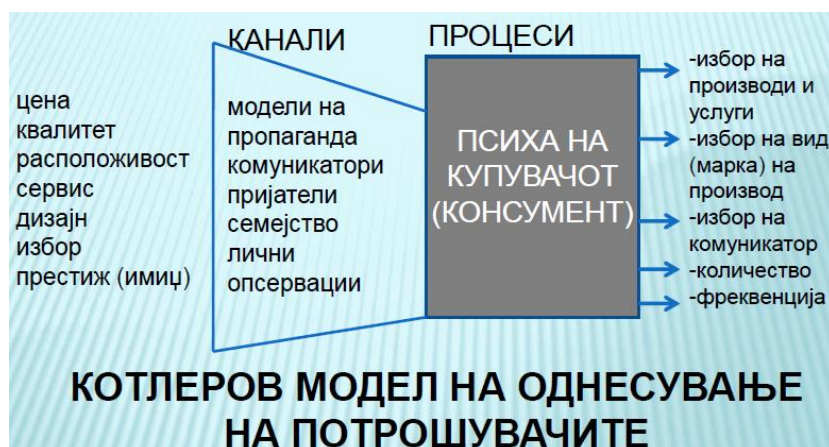 КАНАЛИ
ПРОЦЕСИ
цена
квалитет
расположивост
сервис
дизајн
избор
престиж (имиџ)
модели на
пропаганда
комуникатори
пријатели
семејство
лични
опсервации
ПСИХА НА
КУПУВАЧОТ
(КОНСУМЕНТ)
-избор на
производи и
услуги
-избор на вид
(марка) на
производ
-избор на
комуникатор
-количество
-фреквенција
КОТЛЕРОВ МОДЕЛ НА ОДНЕСУВАЊЕ
НА ПОТРОШУВАЧИТЕ